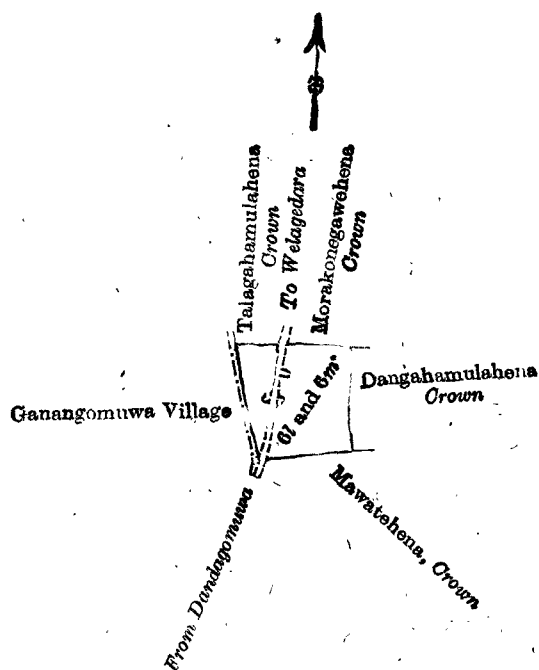 Talagahamulahena
Crown
To Welagedara
Morakonegawehena
Crown
Ganangomuwa Village
6l and 6m.
Dangahamulahena
Crown
From Dandagomuwa
Mawatehena, Crown